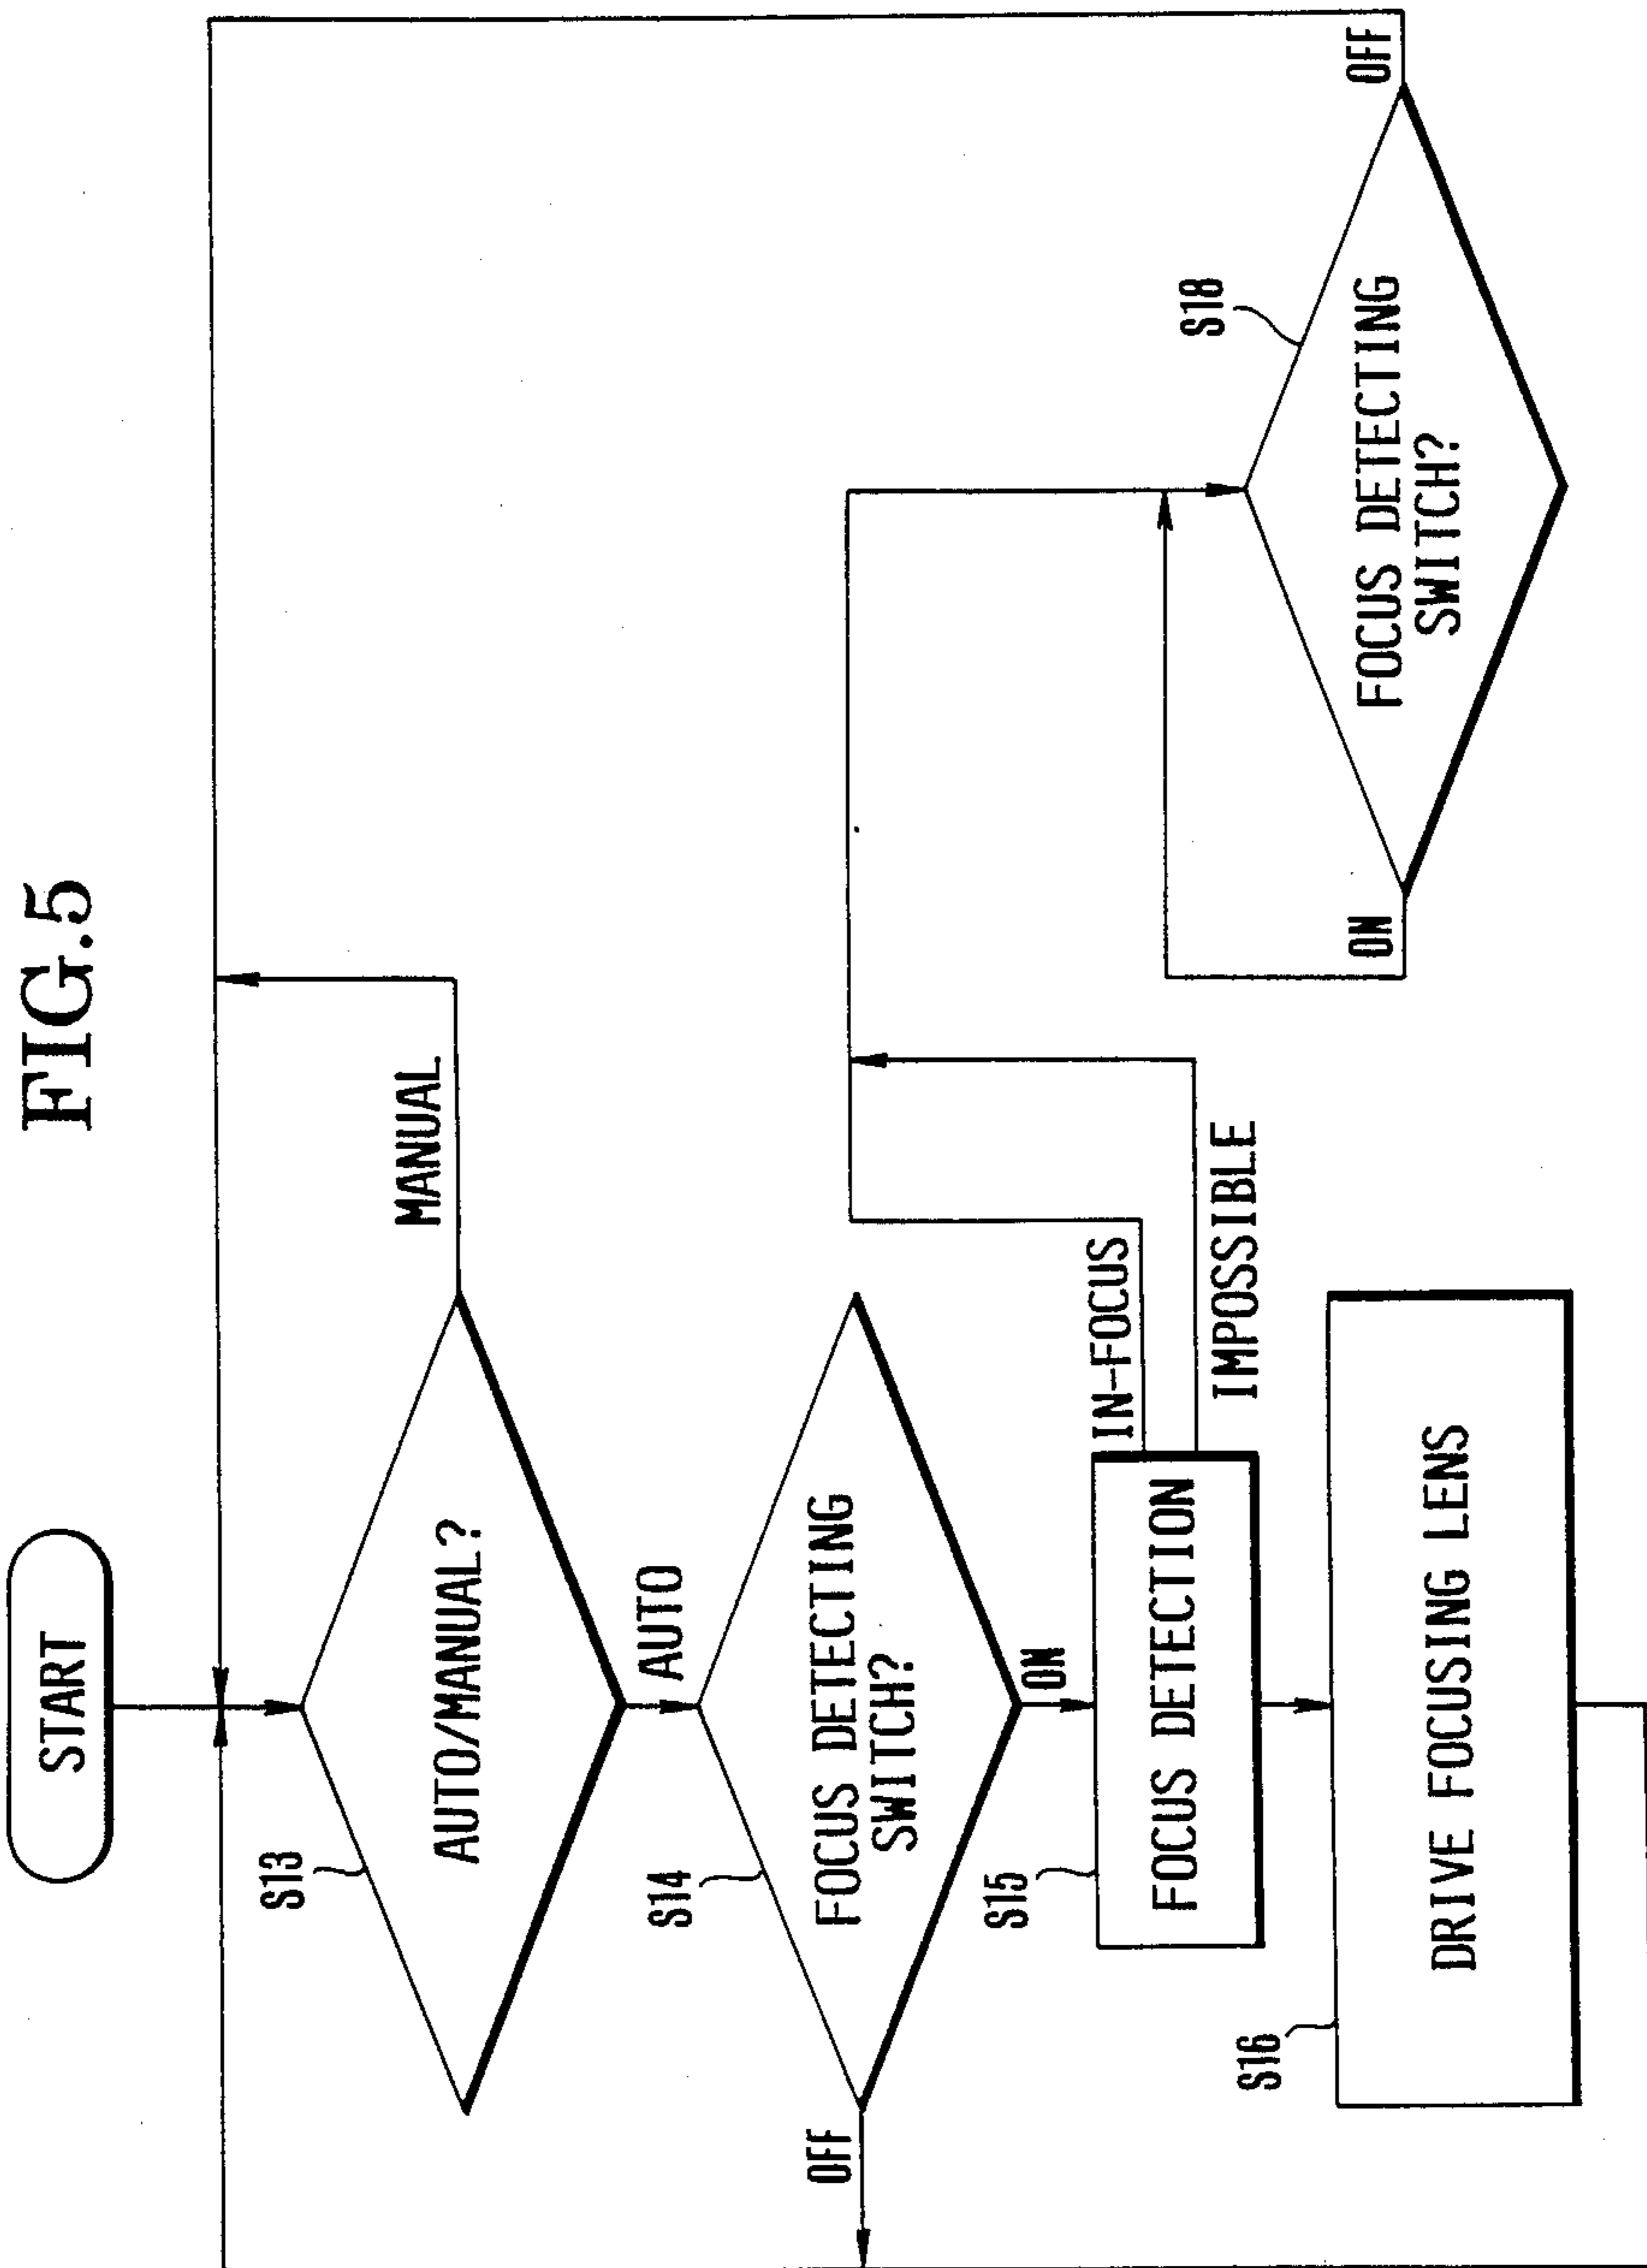 FIG.5
START
S13
AUTO/MANUAL?
MANUAL
AUTO
S14
FOCUS DETECTING
SWITCH?
OFF
ON
S15
FOCUS DETECTION
IN-FOCUS
IMPOSSIBLE
S16
DRIVE FOCUSING LENS
S18
FOCUS DETECTING
SWITCH?
ON
OFF